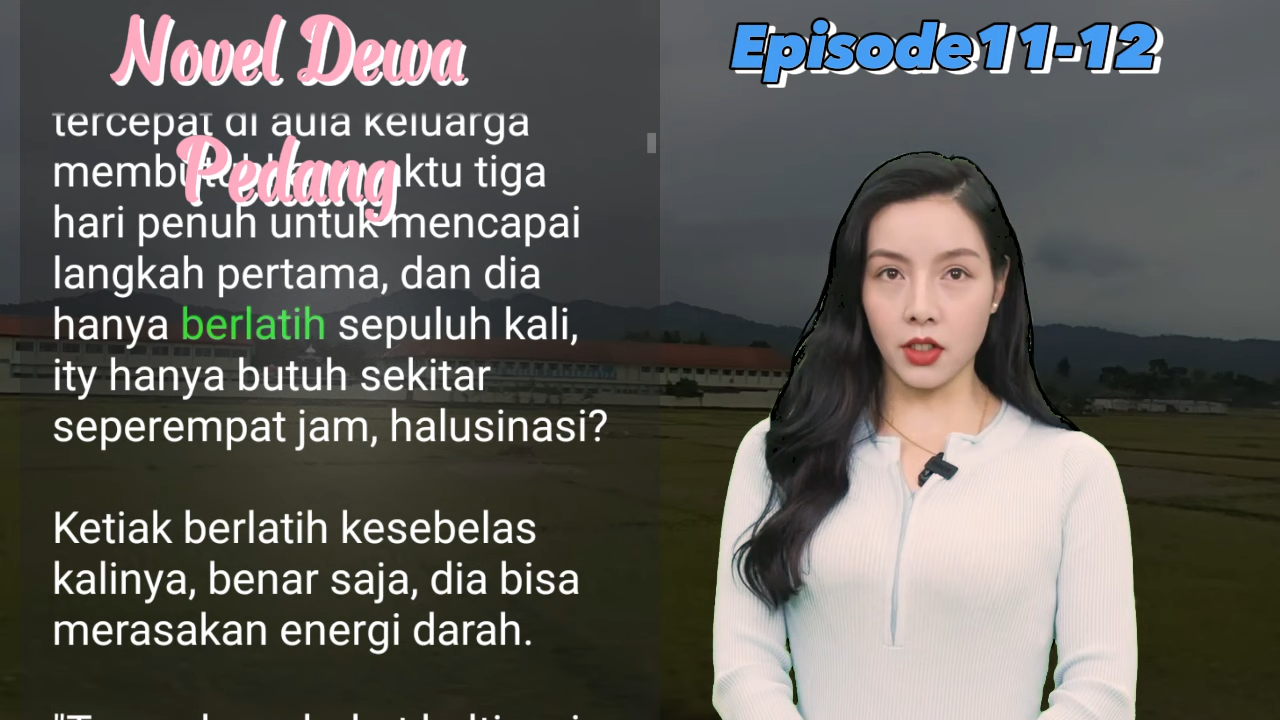 Novel Dewa
Pedang
Episode11-12
tercepat di aula keluarga
aktu tiga
hari penuh untuk mencapai
langkah pertama, dan dia
hanya berlatih sepuluh kali,
ity hanya butuh sekitar
seperempat jam, halusinasi?
Ketiak berlatih kesebelas
kalinya, benar saja, dia bisa
merasakan energi darah.